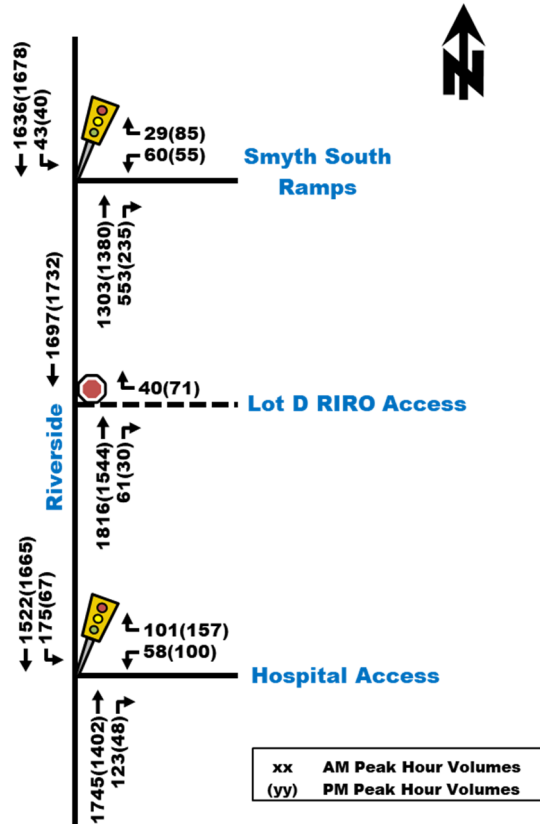 N
1636(1678)
43(40)
29(85)
60(55)
Smyth South
Ramps
1303(1380)
553(235)
1697(1732)
40(71)
Lot D RIRO Access
Riverside
1816(1544)
61(30)
1522(1665)
175(67)
101(157)
58(100)
Hospital Access
1745(1402)
123(48)
xx AM Peak Hour Volumes
(yy) PM Peak Hour Volumes